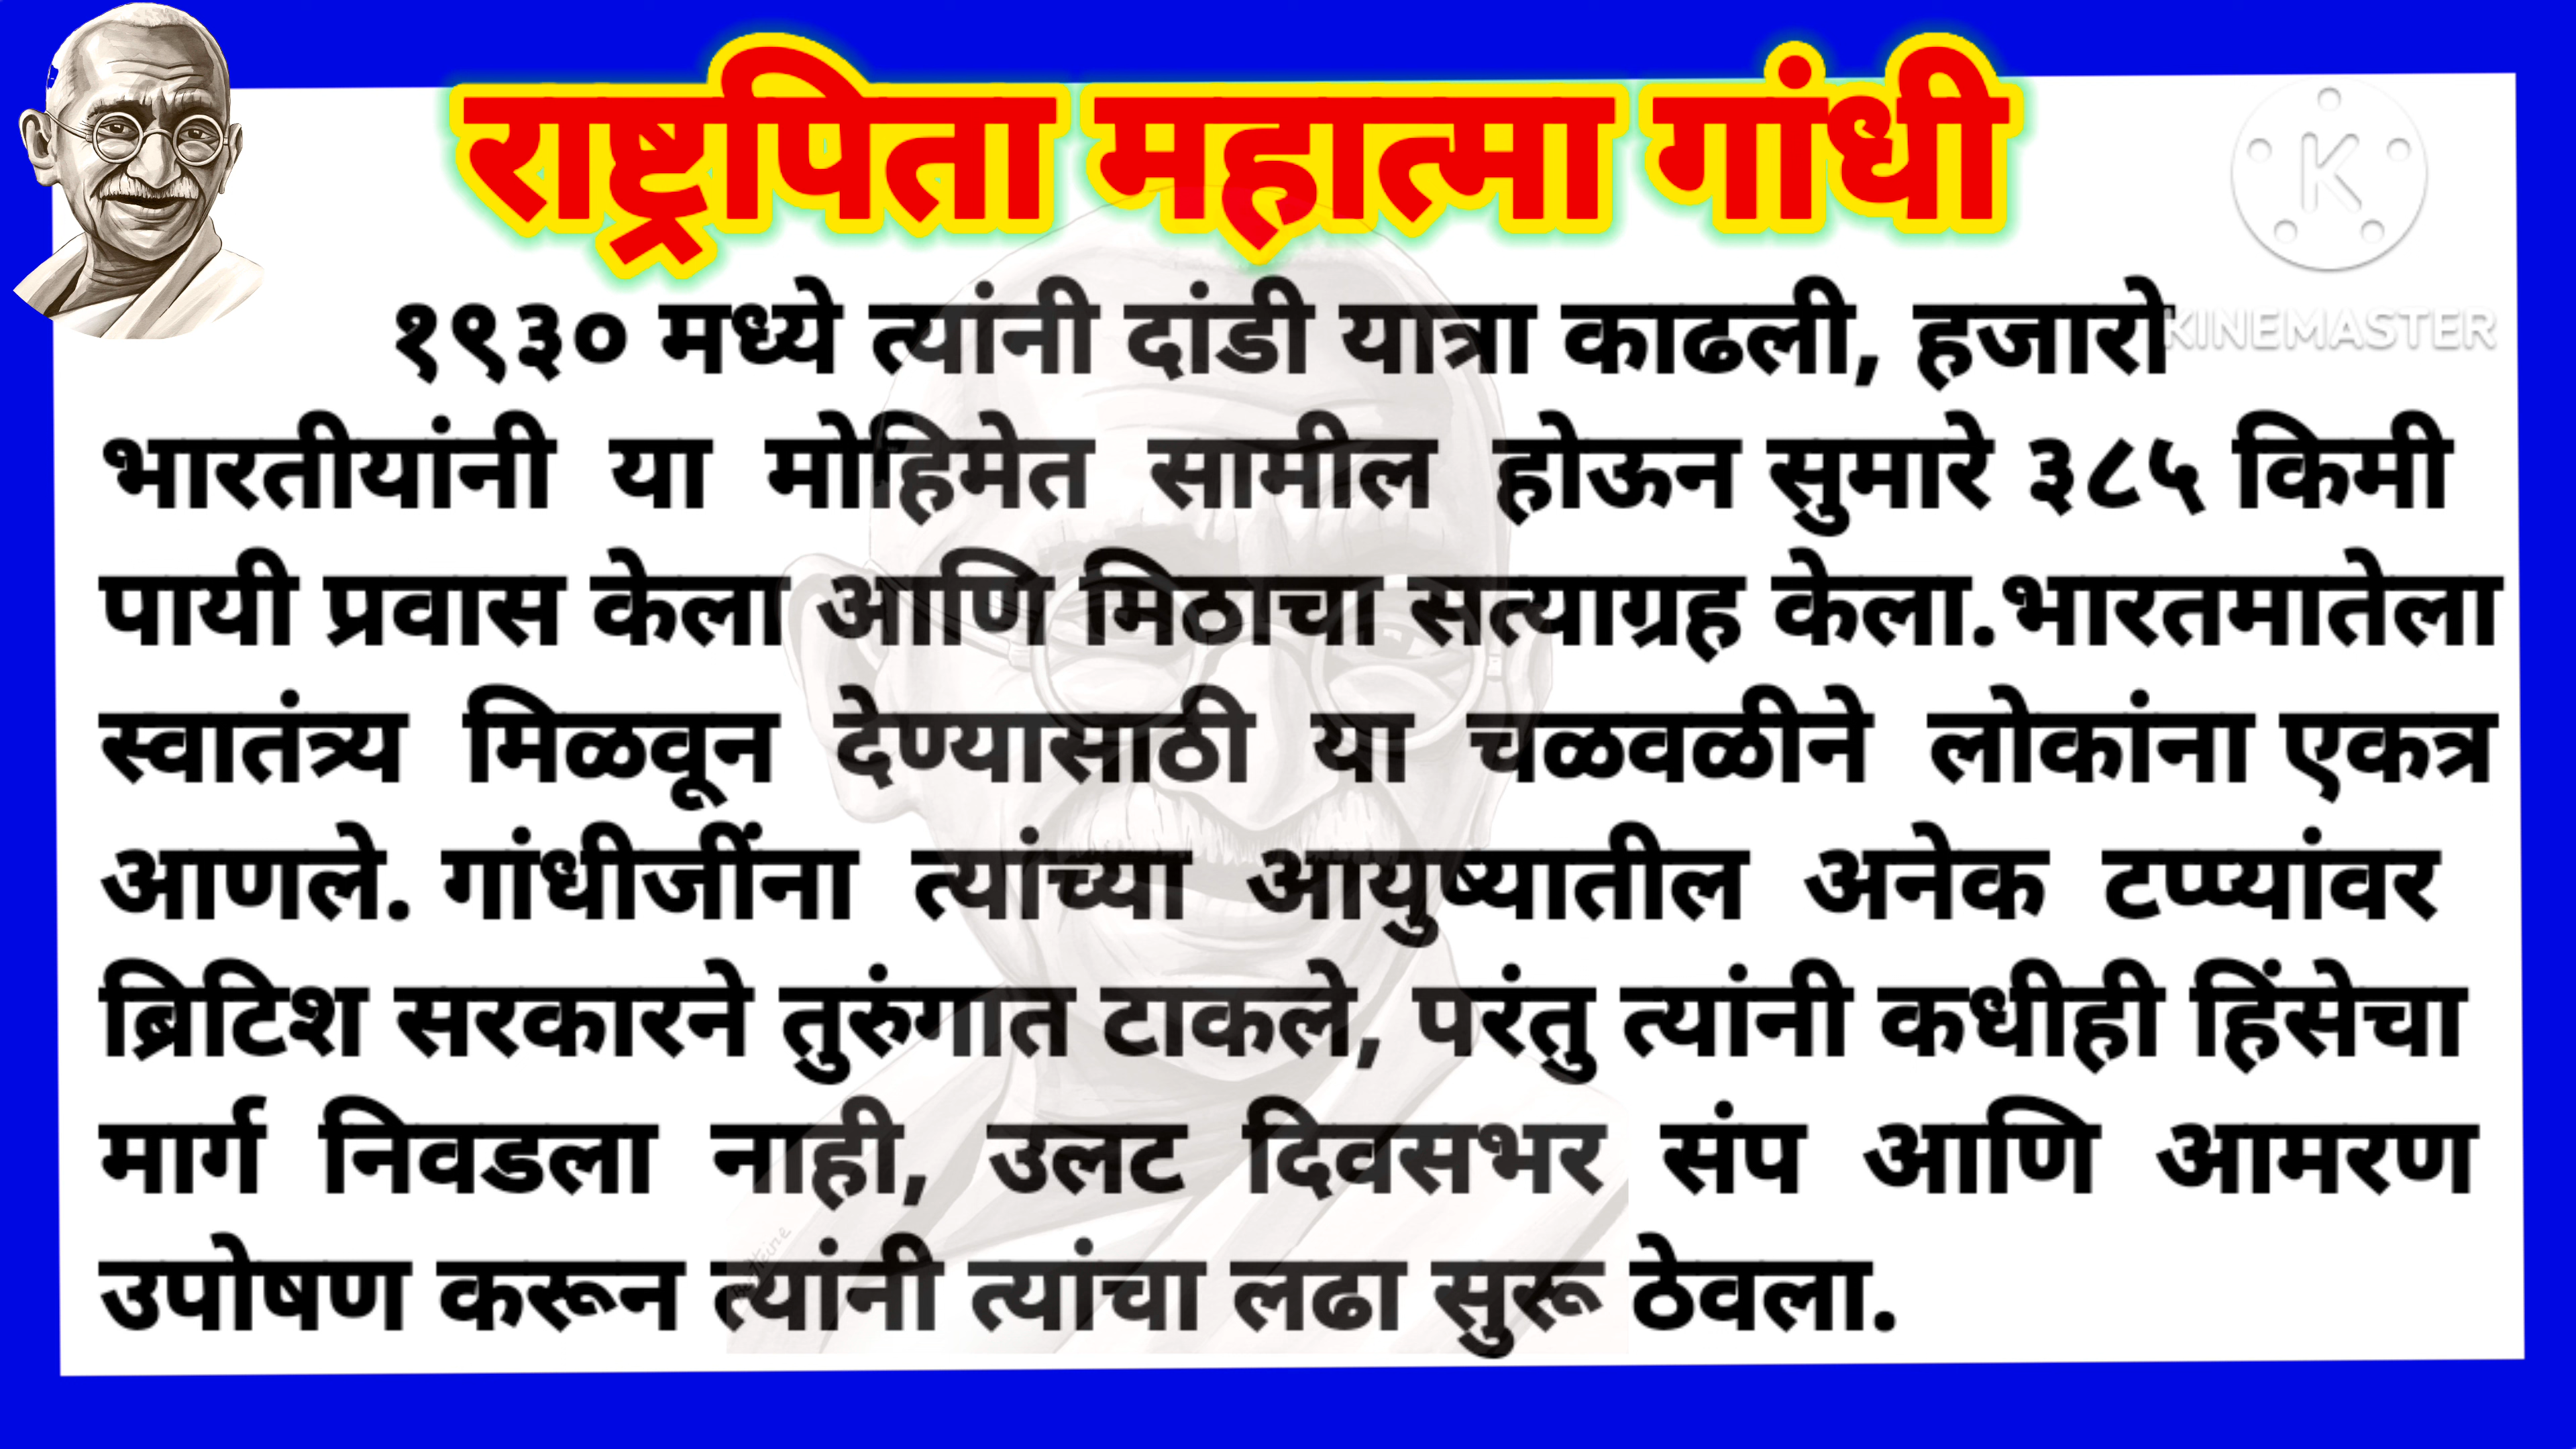 राष्ट्रपिता महात्मा गांधी
K
KINEMASTER
१९३० मध्ये त्यांनी दांडी यात्रा काढली, हजारो
भारतीयांनी या मोहिमेत सामील होऊन सुमारे ३८५ किमी
पायी प्रवास केला आणि मिठाचा सत्याग्रह केला.भारतमातेला
स्वातंत्र्य मिळवून देण्यासाठी या चळवळीने लोकांना एकत्र
आणले. गांधीजींना त्यांच्या आयुष्यातील अनेक टप्प्यांवर
ब्रिटिश सरकारने तुरुंगात टाकले, परंतु त्यांनी कधीही हिंसेचा
मार्ग निवडला नाही, उलट दिवसभर संप आणि आमरण
उपोषण करून त्यांनी त्यांचा लढा सुरू ठेवला.